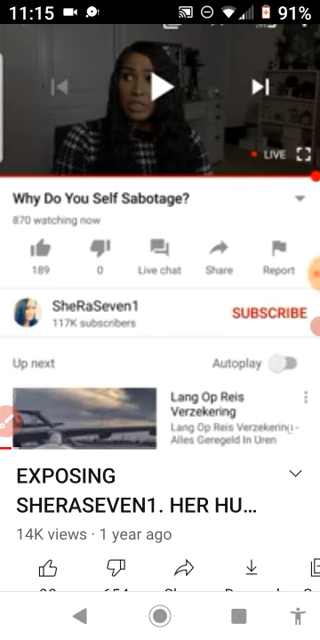 11:15
91%
LIVE
Why Do You Self Sabotage?
870 watching now
189
0
Live chat
Share
Report
SheRaSeven1
117K subscribers
SUBSCRIBE
Up next
Autoplay
Lang Op Reis
Verzekering
Lang Op Reis Verzekering -
Alles Geregeld In Uren
EXPOSING
SHERASEVEN1. HER HU...
14K views · 1 year ago